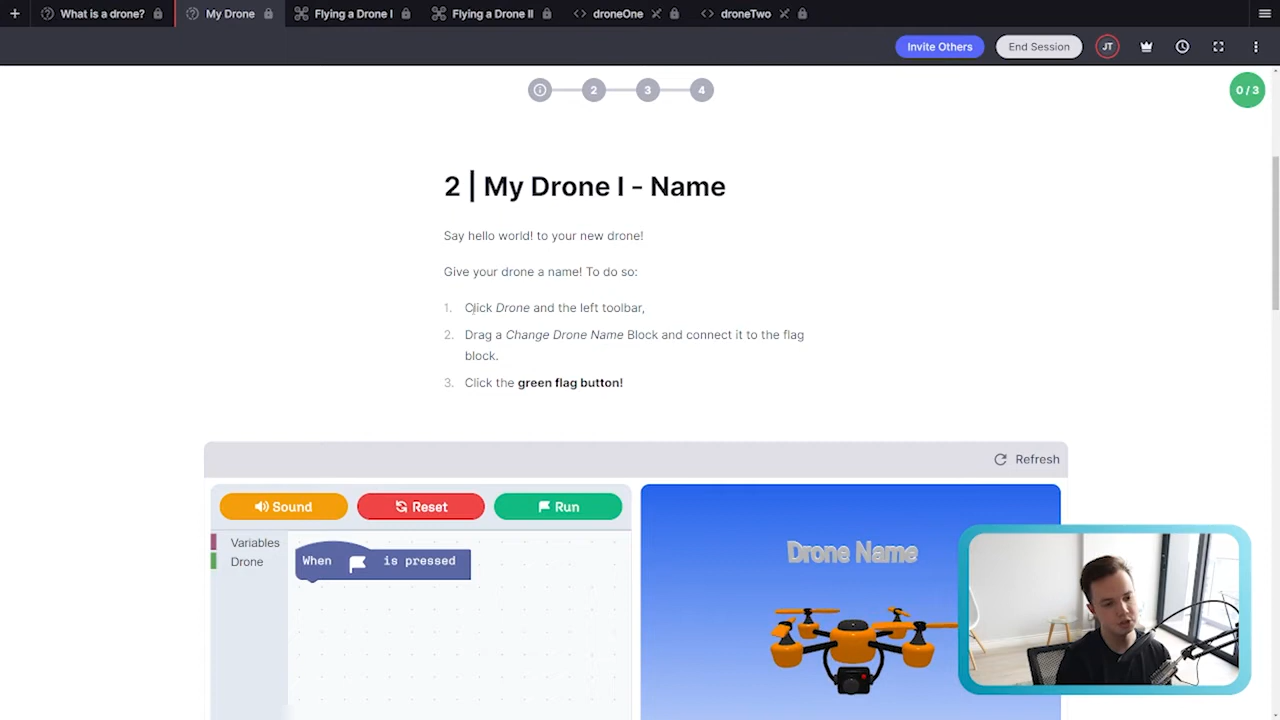 What is a drone?
My Drone
Flying a Drone I
Flying a Drone II
droneOne
droneTwo
Invite Others
End Session
JT
2
3
4
0 / 3
2 | My Drone I - Name
Say hello world! to your new drone!
Give your drone a name! To do so:
1. Click Drone and the left toolbar,
2. Drag a Change Drone Name Block and connect it to the flag
block.
3. Click the green flag button!
Refresh
Sound
Reset
Run
Variables
Drone
When is pressed
Drone Name